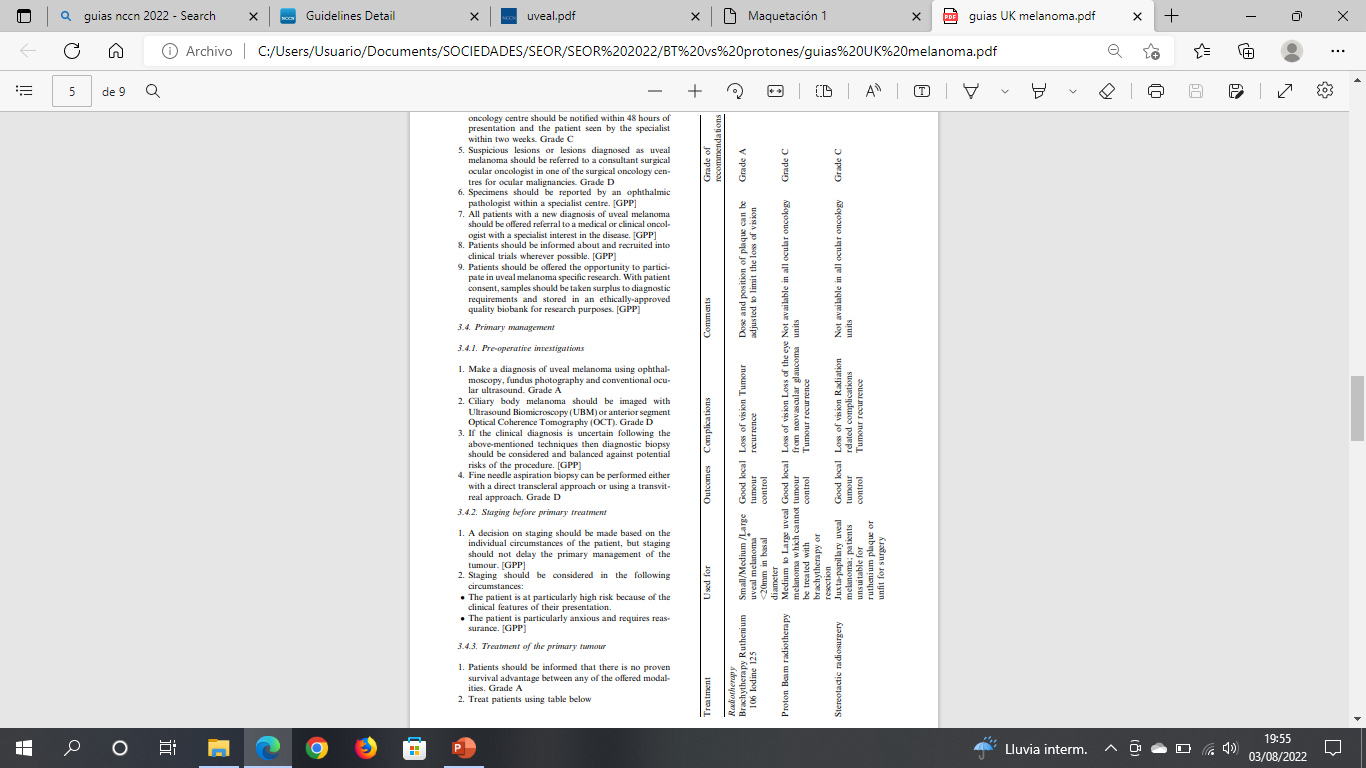 guias nccn 2022 - Search
Guidelines Detail
uveal.pdf
Maquetación 1
guias UK melanoma.pdf
Archivo
C:/Users/Usuario/Documents/SOCIEDADES/SEOR/SEOR%202022/BT%20vs%20protones/guias%20UK%20melanoma.pdf
5
de 9
oncology centre should be notified within 48 hours of
presentation and the patient seen by the specialist
within two weeks. Grade C
5. Suspicious lesions or lesions diagnosed as uveal
melanoma should be referred to a consultant surgical
ocular oncologist in one of the surgical oncology cen-
tres for ocular malignancies. Grade D
6. Specimens should be reported by an ophthalmic
pathologist within a specialist centre. [GPP]
7. All patients with a new diagnosis of uveal melanoma
should be offered referral to a medical or clinical oncol-
ogist with a specialist interest in the disease. [GPP]
8. Patients should be informed about and recruited into
clinical trials wherever possible. [GPP]
9. Patients should be offered the opportunity to partici-
pate in uveal melanoma specific research. With patient
consent, samples should be taken surplus to diagnostic
requirements and stored in an ethically-approved
quality biobank for research purposes. [GPP]
3.4. Primary management
3.4.1. Pre-operative investigations
1. Make a diagnosis of uveal melanoma using ophthal-
moscopy, fundus photography and conventional ocu-
lar ultrasound. Grade A
2. Ciliary body melanoma should be imaged with
Ultrasound Biomicroscopy (UBM) or anterior segment
Optical Coherence Tomography (OCT). Grade D
3. If the clinical diagnosis is uncertain following the
above-mentioned techniques then diagnostic biopsy
should be considered and balanced against potential
risks of the procedure. [GPP]
4. Fine needle aspiration biopsy can be performed either
with a direct transcleral approach or using a transvit-
real approach. Grade D
3.4.2. Staging before primary treatment
1. A decision on staging should be made based on the
individual circumstances of the patient, but staging
should not delay the primary management of the
tumour. [GPP]
2. Staging should be considered in the following
circumstances:
• The patient is at particularly high risk because of the
clinical features of their presentation.
• The patient is particularly anxious and requires reas-
surance. [GPP]
3.4.3. Treatment of the primary tumour
1. Patients should be informed that there is no proven
survival advantage between any of the offered modal-
ities. Grade A
2. Treat patients using table below
Treatment
Used for
Outcomes
Complications
Comments
Grade of
recommendations
Radiotherapy
Brachytherapy Ruthenium
106 Iodine 125
Small/Medium /Large
uveal melanoma*
<20mm in basal
diameter
Good local
tumour
control
Loss of vision Tumour
recurrence
Dose and position of plaque can be
adjusted to limit the loss of vision
Grade A
Proton Beam radiotherapy
Medium to Large uveal
melanoma which cannot
be treated with
brachytherapy or
resection
Good local
tumour
control
Loss of vision Loss of the eye
from neovascular glaucoma
Tumour recurrence
Not available in all ocular oncology
units
Grade C
Stereotactic radiosurgery
Juxta-papillary uveal
melanoma; patients
unsuitable for
ruthenium plaque or
unfit for surgery
Good local
tumour
control
Loss of vision Radiation
related complications
Tumour recurrence
Not available in all ocular oncology
units
Grade C
Lluvia interm.
19:55
03/08/2022